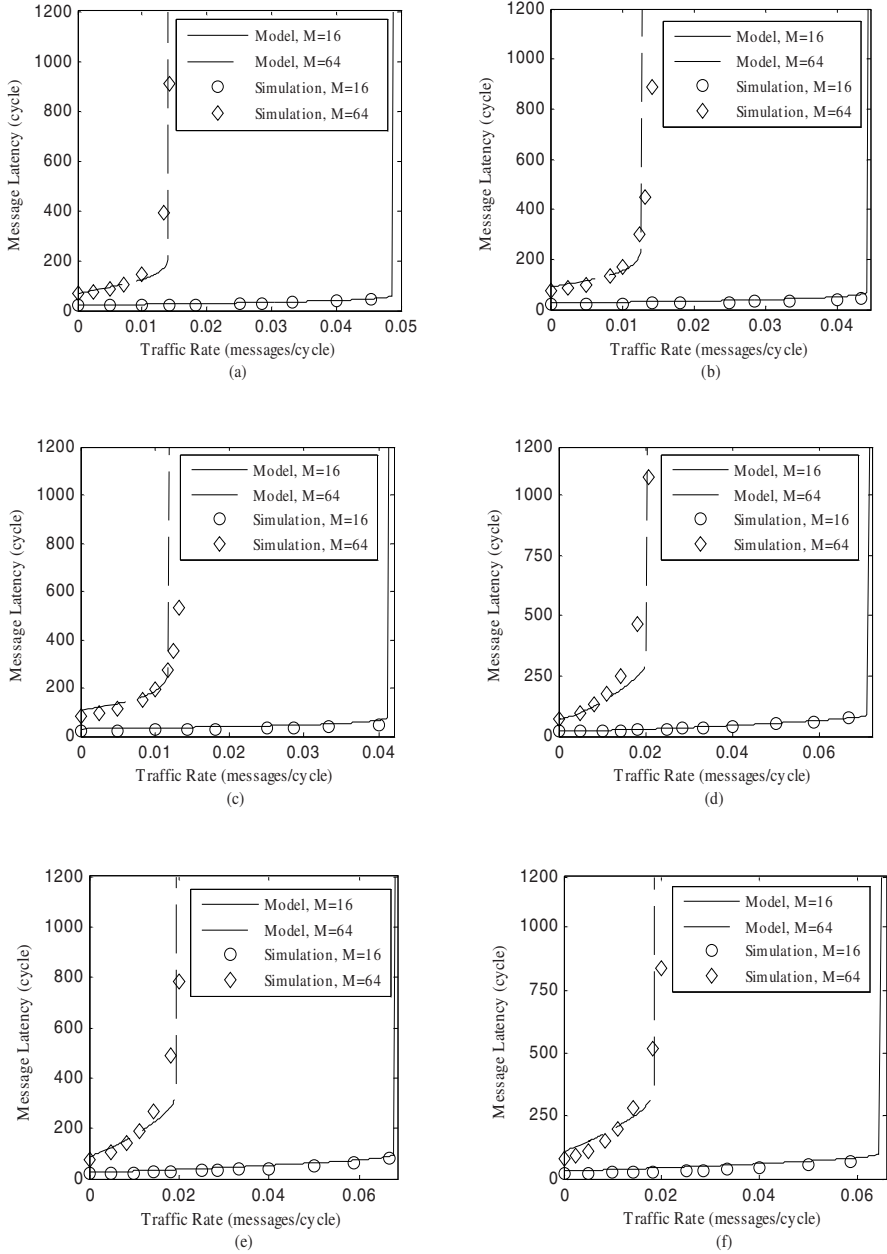 1200
1000
800
600
400
200
0
Message Latency (cycle)
Model, M=16
Model, M=64
Simulation, M=16
Simulation, M=64
0 0.01 0.02 0.03 0.04 0.05
Traffic Rate (messages/cycle)
(a)
1200
1000
800
600
400
200
0
Message Latency (cycle)
Model, M=16
Model, M=64
Simulation, M=16
Simulation, M=64
0 0.01 0.02 0.03 0.04
Traffic Rate (messages/cycle)
(b)
1200
1000
800
600
400
200
0
Message Latency (cycle)
Model, M=16
Model, M=64
Simulation, M=16
Simulation, M=64
0 0.01 0.02 0.03 0.04
Traffic Rate (messages/cycle)
(c)
1200
1000
750
500
250
0
Message Latency (cycle)
Model, M=16
Model, M=64
Simulation, M=16
Simulation, M=64
0 0.02 0.04 0.06
Traffic Rate (messages/cycle)
(d)
1200
1000
800
600
400
200
0
Message Latency (cycle)
Model, M=16
Model, M=64
Simulation, M=16
Simulation, M=64
0 0.02 0.04 0.06
Traffic Rate (messages/cycle)
(e)
1200
1000
750
500
250
0
Message Latency (cycle)
Model, M=16
Model, M=64
Simulation, M=16
Simulation, M=64
0 0.02 0.04 0.06
Traffic Rate (messages/cycle)
(f)